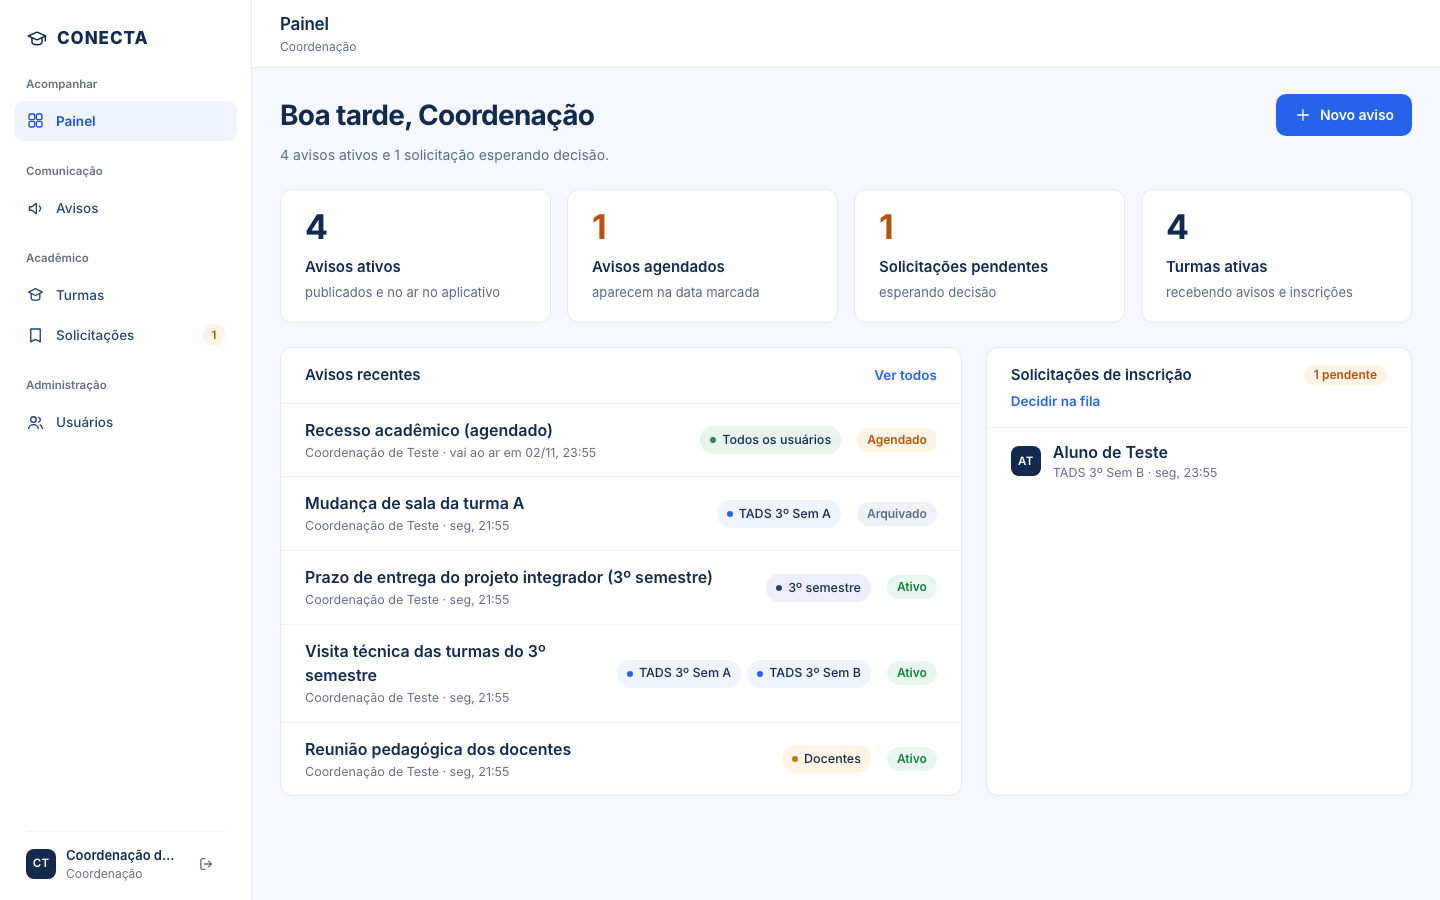 CONECTA
Acompanhar
Painel
Comunicação
Avisos
Acadêmico
Turmas
Solicitações
1
Administração
Usuários
CT
Coordenação d...
Coordenação
Painel
Coordenação
Boa tarde, Coordenação
4 avisos ativos e 1 solicitação esperando decisão.
Novo aviso
4
Avisos ativos
publicados e no ar no aplicativo
1
Avisos agendados
aparecem na data marcada
1
Solicitações pendentes
esperando decisão
4
Turmas ativas
recebendo avisos e inscrições
Avisos recentes
Ver todos
Recesso acadêmico (agendado)
Coordenação de Teste · vai ao ar em 02/11, 23:55
Todos os usuários
Agendado
Mudança de sala da turma A
Coordenação de Teste · seg, 21:55
TADS 3º Sem A
Arquivado
Prazo de entrega do projeto integrador (3º semestre)
Coordenação de Teste · seg, 21:55
3º semestre
Ativo
Visita técnica das turmas do 3º
semestre
Coordenação de Teste · seg, 21:55
TADS 3º Sem A
TADS 3º Sem B
Ativo
Reunião pedagógica dos docentes
Coordenação de Teste · seg, 21:55
Docentes
Ativo
Solicitações de inscrição
1 pendente
Decidir na fila
AT
Aluno de Teste
TADS 3º Sem B · seg, 23:55